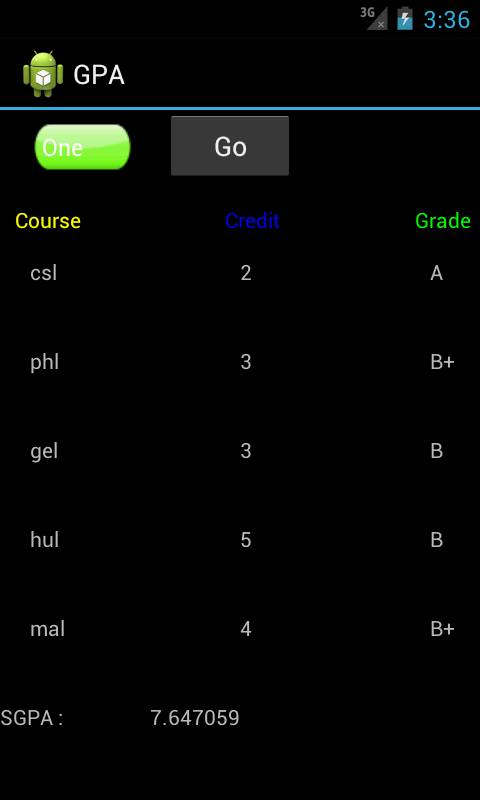 3G 3:36
GPA
One Go
Course Credit Grade
csl 2 A
phl 3 B+
gel 3 B
hul 5 B
mal 4 B+
SGPA : 7.647059